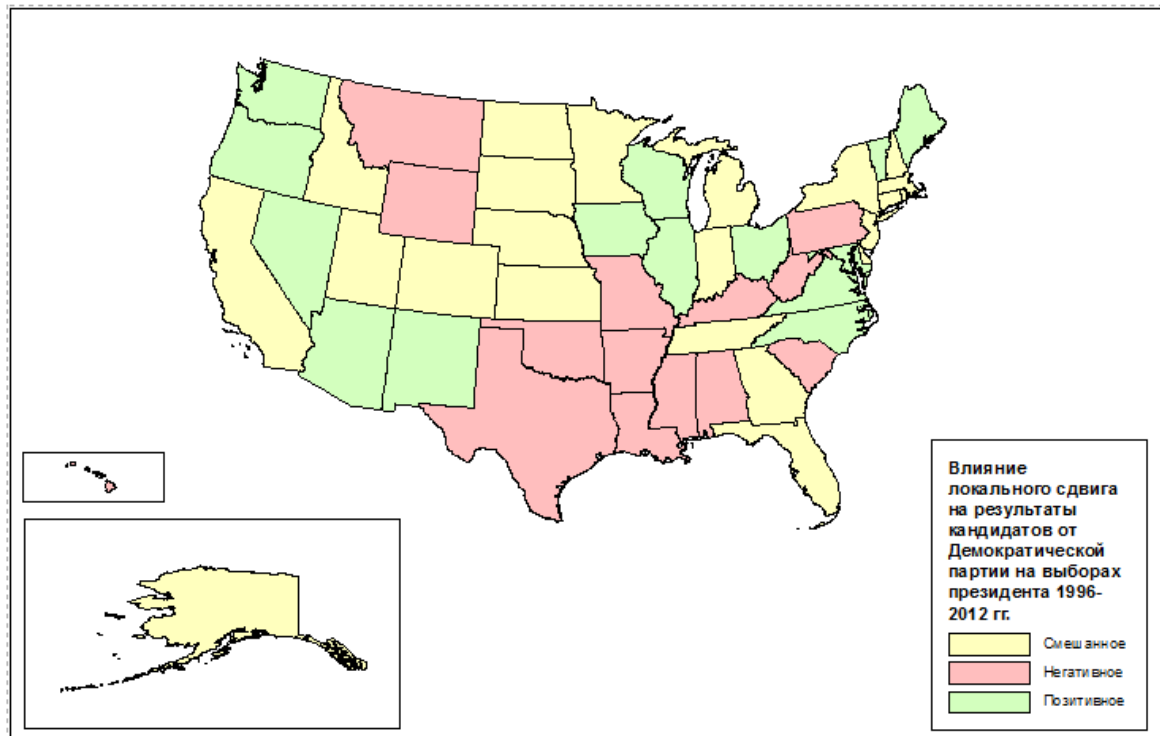 Влияние
локального сдвига
на результаты
кандидатов от
Демократической
партии на выборах
президента 1996-
2012 гг.
Смешанное
Негативное
Позитивное